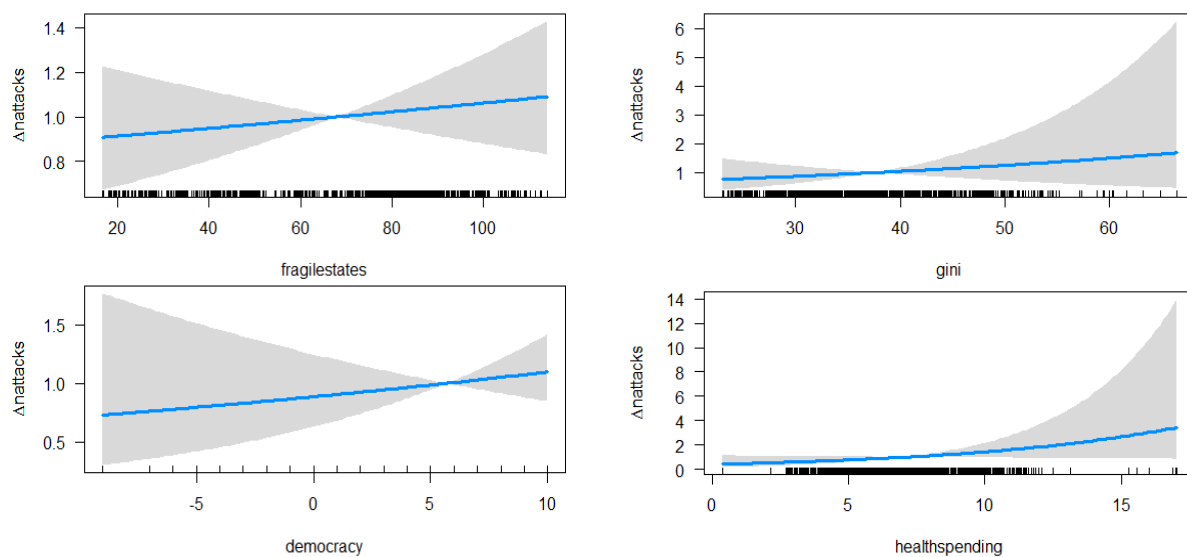 1.4
1.2
1.0
0.8
Δnattacks
20 40 60 80 100
fragilestates
6
5
4
3
2
1
Δnattacks
30 40 50 60
gini
1.5
1.0
0.5
Δnattacks
-5 0 5 10
democracy
14
12
10
8
6
4
2
0
Δnattacks
0 5 10 15
healthspending